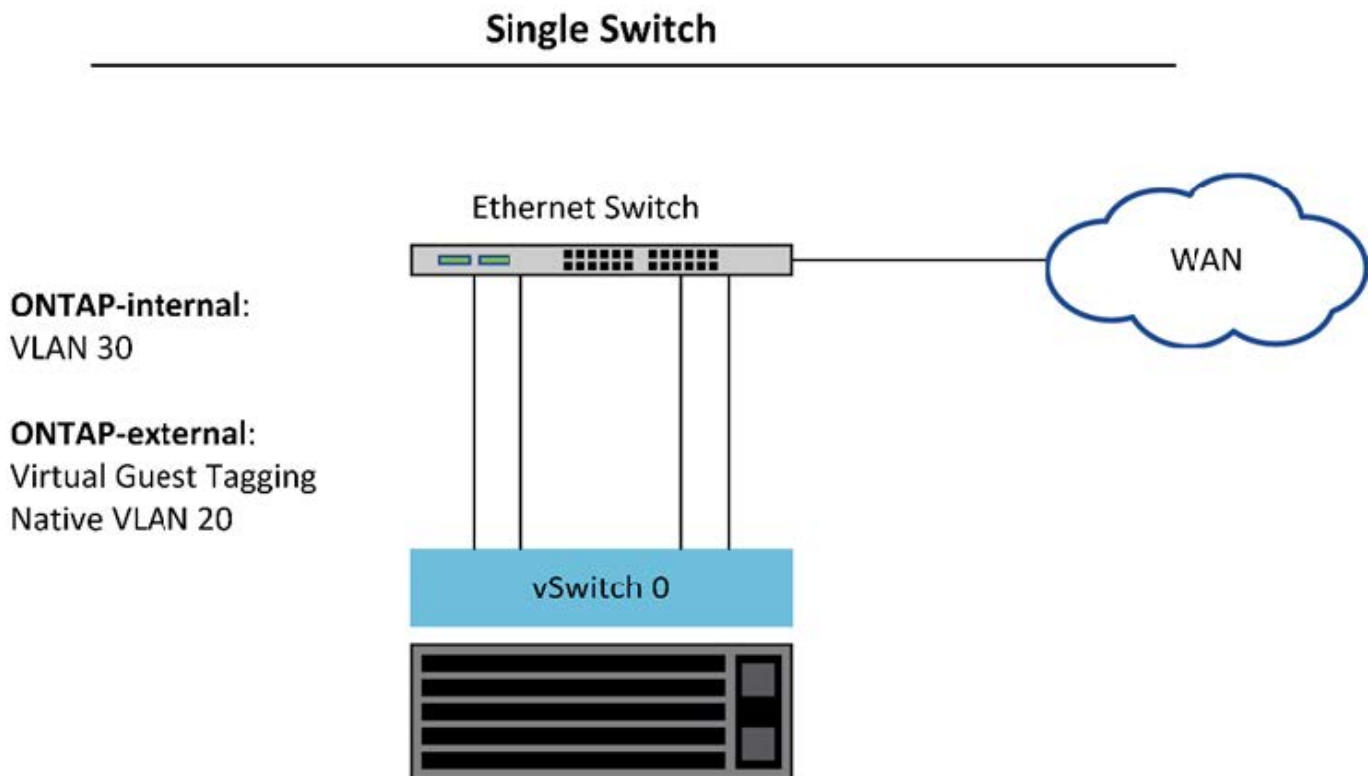 Single Switch
Ethernet Switch
WAN
ONTAP-internal:
VLAN 30
ONTAP-external:
Virtual Guest Tagging
Native VLAN 20
vSwitch 0